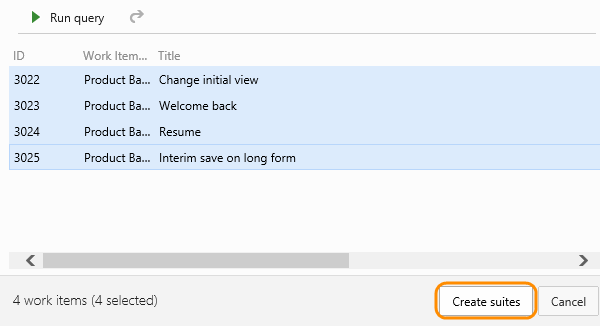 Run query
ID Work Item... Title
3022 Product Ba... Change initial view
3023 Product Ba... Welcome back
3024 Product Ba... Resume
3025 Product Ba... Interim save on long form
4 work items (4 selected) Create suites Cancel